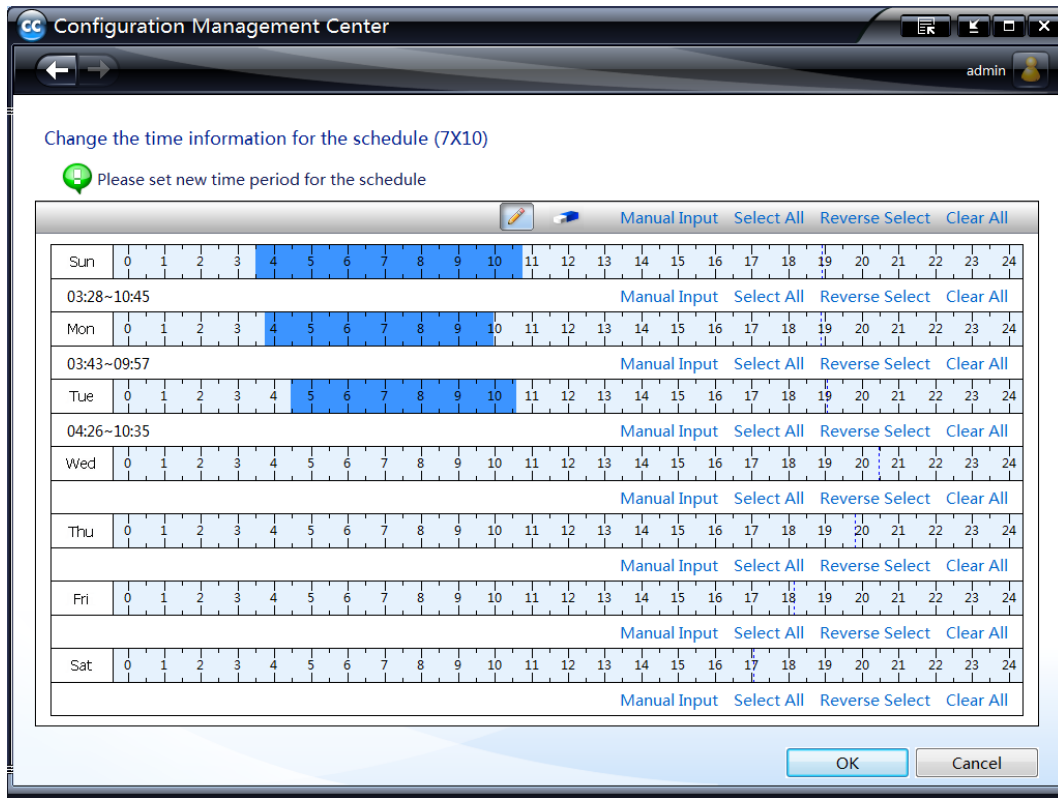 CC Configuration Management Center
admin
Change the time information for the schedule (7X10)
Please set new time period for the schedule
Manual Input Select All Reverse Select Clear All
Sun 0 1 2 3 4 5 6 7 8 9 10 11 12 13 14 15 16 17 18 19 20 21 22 23 24
03:28~10:45 Manual Input Select All Reverse Select Clear All
Mon 0 1 2 3 4 5 6 7 8 9 10 11 12 13 14 15 16 17 18 19 20 21 22 23 24
03:43~09:57 Manual Input Select All Reverse Select Clear All
Tue 0 1 2 3 4 5 6 7 8 9 10 11 12 13 14 15 16 17 18 19 20 21 22 23 24
04:26~10:35 Manual Input Select All Reverse Select Clear All
Wed 0 1 2 3 4 5 6 7 8 9 10 11 12 13 14 15 16 17 18 19 20 21 22 23 24
Manual Input Select All Reverse Select Clear All
Thu 0 1 2 3 4 5 6 7 8 9 10 11 12 13 14 15 16 17 18 19 20 21 22 23 24
Manual Input Select All Reverse Select Clear All
Fri 0 1 2 3 4 5 6 7 8 9 10 11 12 13 14 15 16 17 18 19 20 21 22 23 24
Manual Input Select All Reverse Select Clear All
Sat 0 1 2 3 4 5 6 7 8 9 10 11 12 13 14 15 16 17 18 19 20 21 22 23 24
Manual Input Select All Reverse Select Clear All
OK Cancel